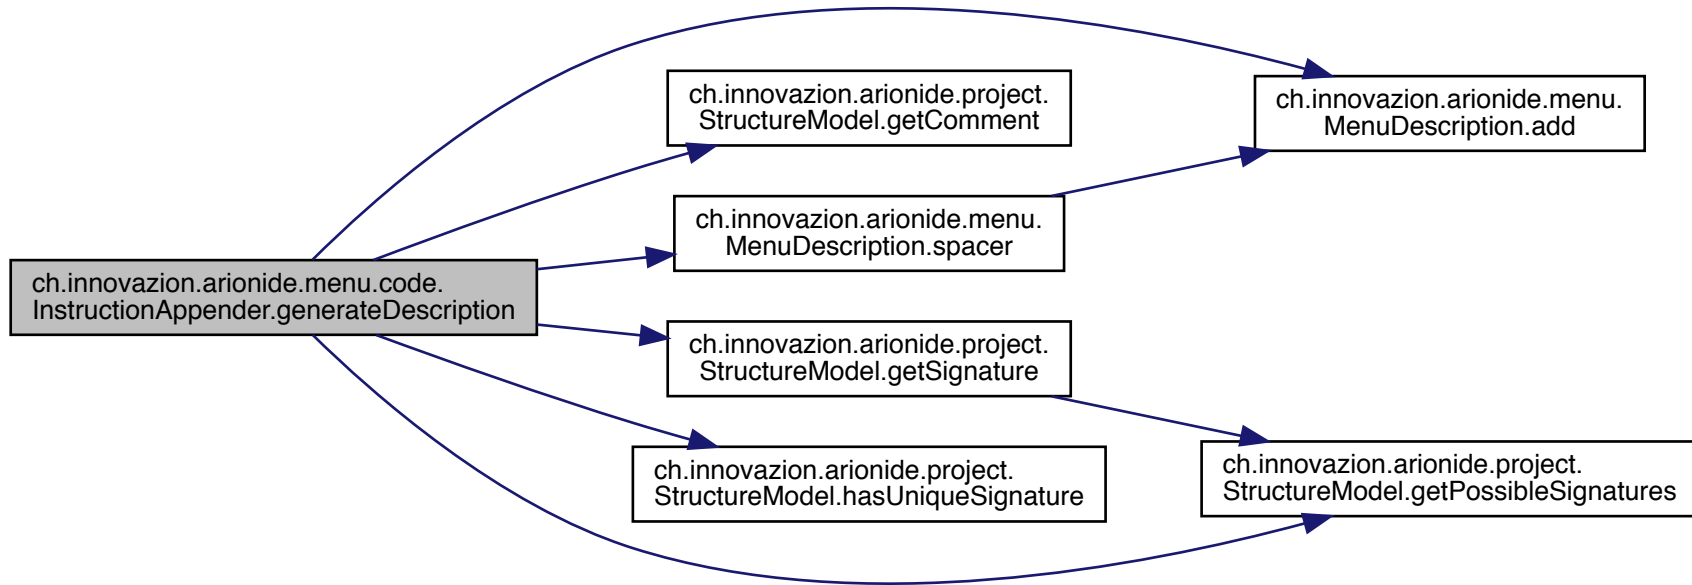 ch.innovazion.arionide.menu.code.
InstructionAppender.generateDescription
ch.innovazion.arionide.project.
StructureModel.getComment
ch.innovazion.arionide.menu.
MenuDescription.spacer
ch.innovazion.arionide.project.
StructureModel.getSignature
ch.innovazion.arionide.project.
StructureModel.hasUniqueSignature
ch.innovazion.arionide.menu.
MenuDescription.add
ch.innovazion.arionide.project.
StructureModel.getPossibleSignatures